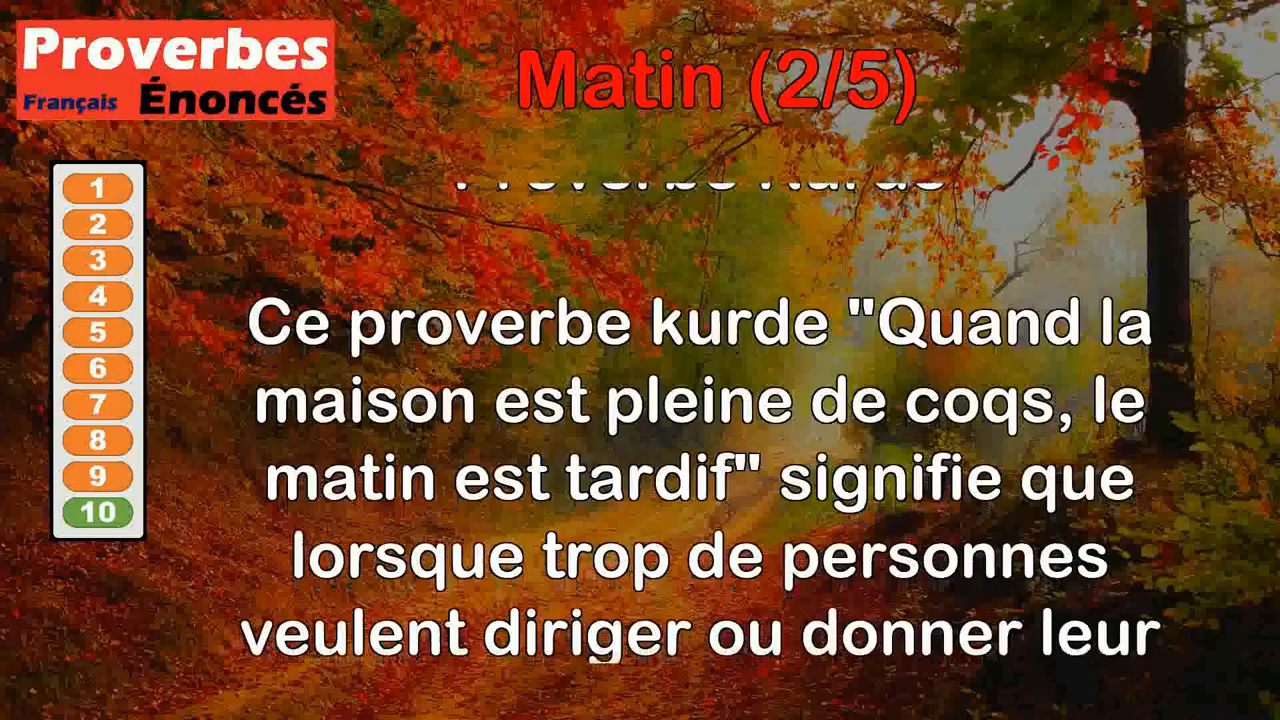 Proverbes
Français Énoncés
Matin (2/5)
1
2
3
4
5
6
7
8
9
10
Ce proverbe kurde "Quand la
maison est pleine de coqs, le
matin est tardif" signifie que
lorsque trop de personnes
veulent diriger ou donner leur